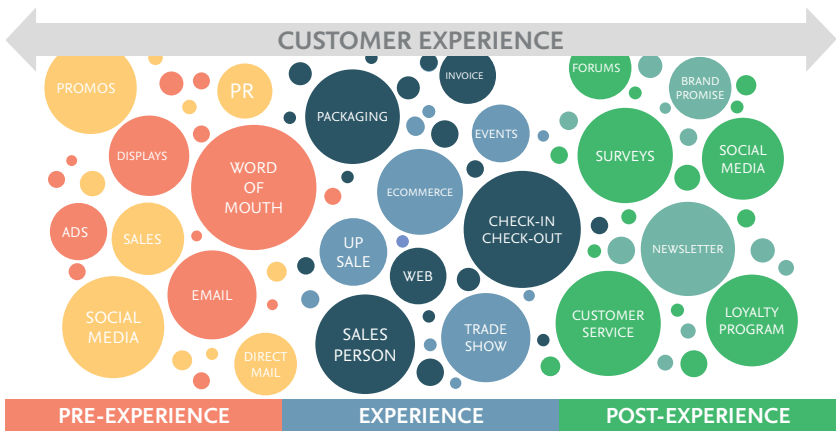 CUSTOMER EXPERIENCE
PROMOS
PR
DISPLAYS
WORD
OF
MOUTH
ADS
SALES
EMAIL
SOCIAL
MEDIA
DIRECT
MAIL
PACKAGING
INVOICE
EVENTS
ECOMMERCE
CHECK-IN
CHECK-OUT
UP
SALE
WEB
SALES
PERSON
TRADE
SHOW
FORUMS
BRAND
PROMISE
SURVEYS
SOCIAL
MEDIA
NEWSLETTER
CUSTOMER
SERVICE
LOYALTY
PROGRAM
PRE-EXPERIENCE
EXPERIENCE
POST-EXPERIENCE